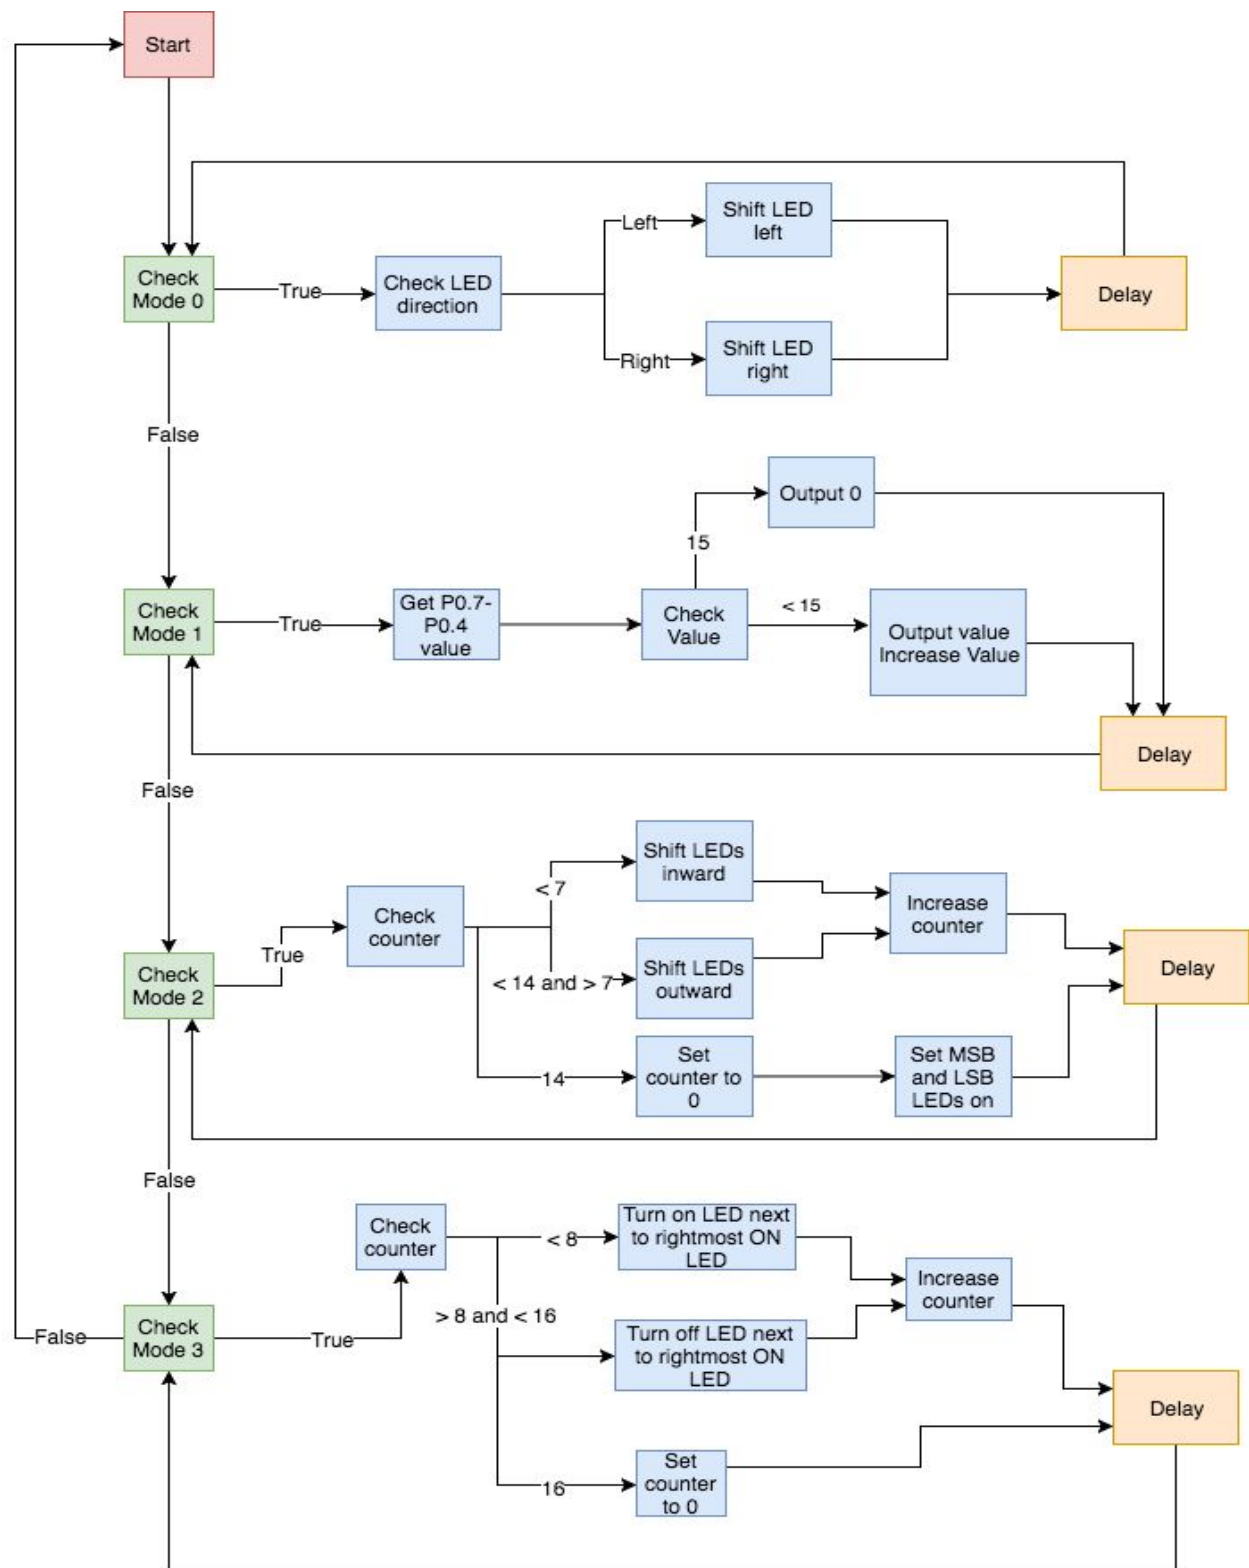 Start
Check
Mode 0
True
Check LED
direction
Left
Shift LED
left
Right
Shift LED
right
Delay
False
Check
Mode 1
True
Get P0.7-
P0.4
value
Check
Value
15
Output 0
< 15
Output value
Increase Value
Delay
False
Check
Mode 2
True
Check
counter
< 7
Shift LEDs
inward
< 14 and > 7
Shift LEDs
outward
Increase
counter
14
Set
counter to
0
Set MSB
and LSB
LEDs on
Delay
False
Check
Mode 3
False
True
Check
counter
< 8
Turn on LED next
to rightmost ON
LED
> 8 and < 16
Turn off LED next
to rightmost ON
LED
Increase
counter
16
Set
counter
to 0
Delay